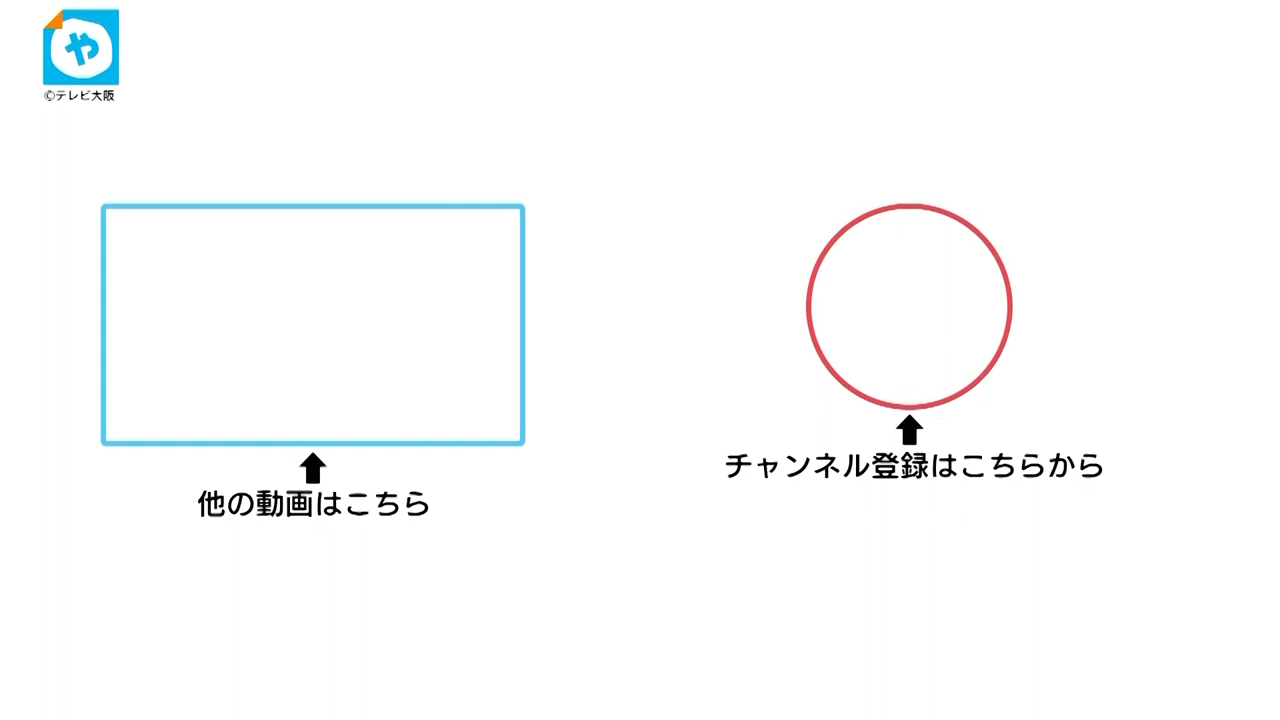 や
©テレビ大阪
他の動画はこちら
チャンネル登録はこちらから